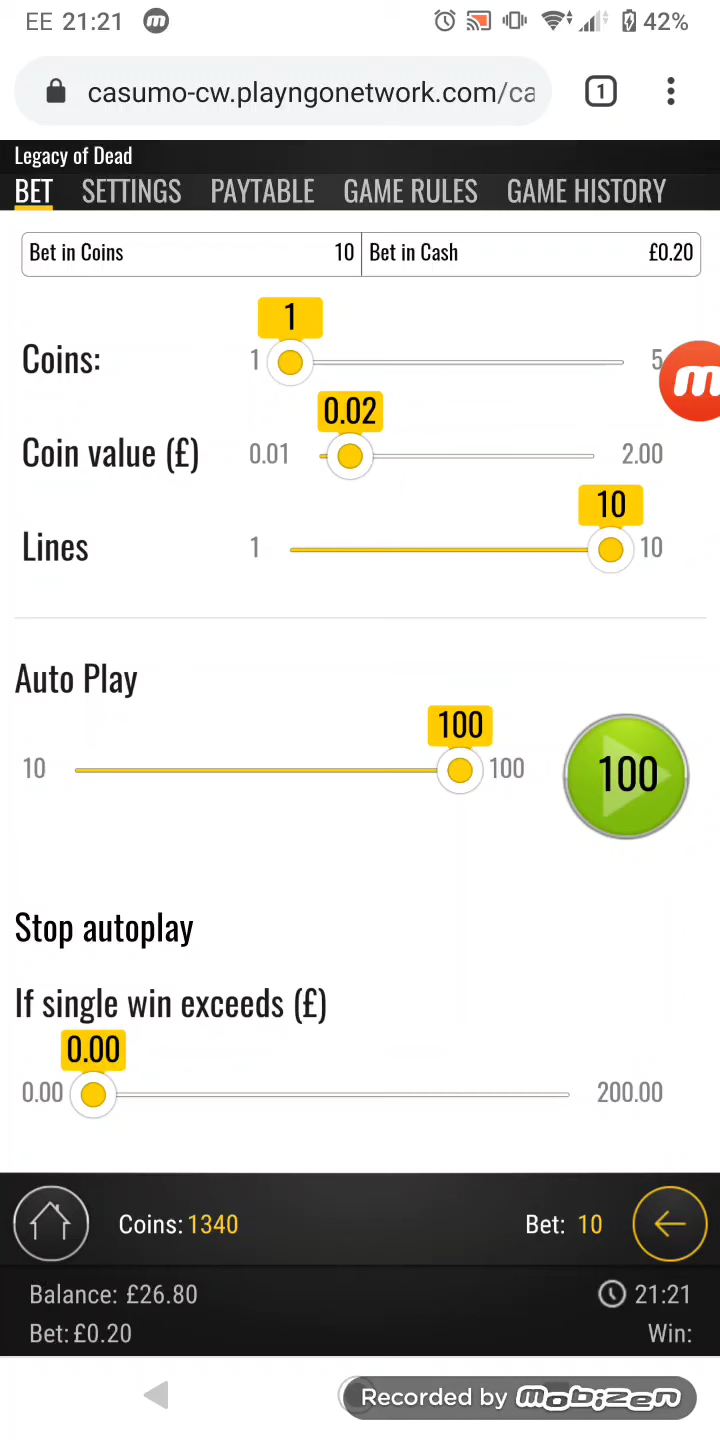 EE 21:21 m 42%
casumo-cw.playngonetwork.com/ca 1
Legacy of Dead
BET SETTINGS PAYTABLE GAME RULES GAME HISTORY
Bet in Coins 10 Bet in Cash £0.20
1
Coins: 1 5
m
0.02
Coin value (£) 0.01 2.00
10
Lines 1 10
Auto Play
100
10 100 100
Stop autoplay
If single win exceeds (£)
0.00
0.00 200.00
Coins: 1340 Bet: 10
Balance: £26.80 21:21
Bet: £0.20 Win:
Recorded by mobizen